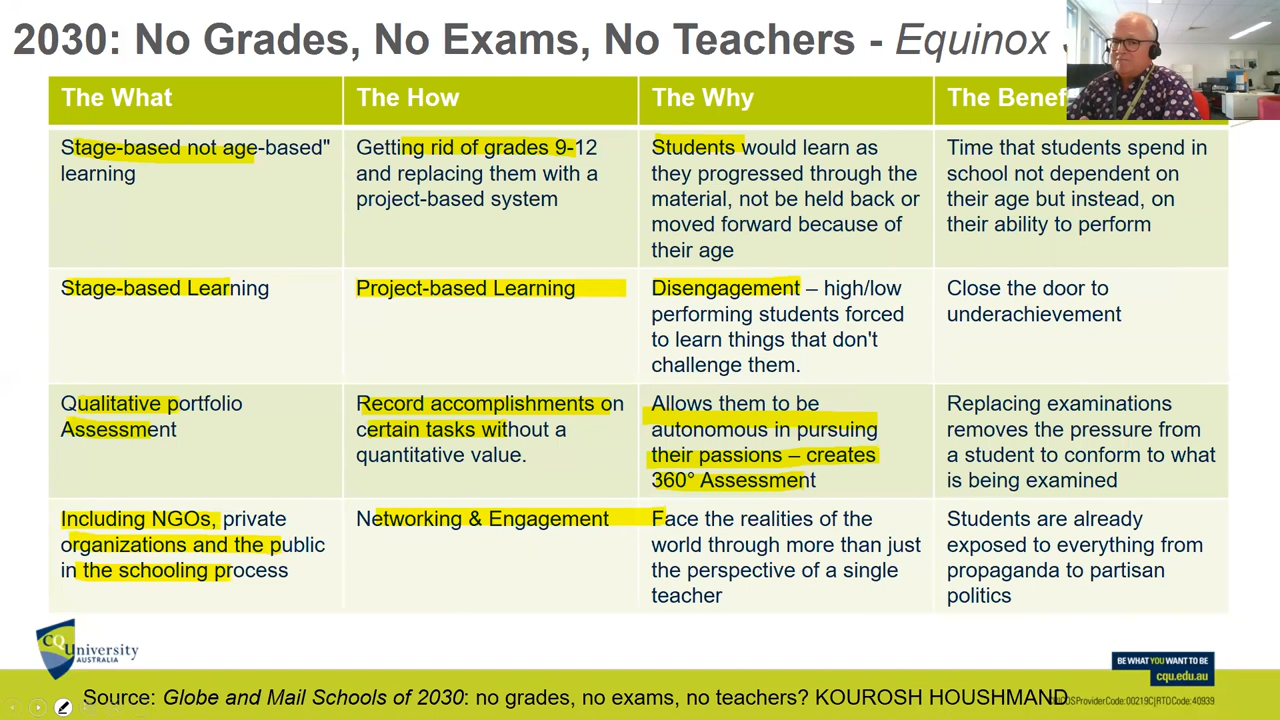 2030: No Grades, No Exams, No Teachers - Equinox
The What
The How
The Why
The Benef
Stage-based not age-based"
learning
Getting rid of grades 9-12
and replacing them with a
project-based system
Students would learn as
they progressed through the
material, not be held back or
moved forward because of
their age
Time that students spend in
school not dependent on
their age but instead, on
their ability to perform
Stage-based Learning
Project-based Learning
Disengagement – high/low
performing students forced
to learn things that don't
challenge them.
Close the door to
underachievement
Qualitative portfolio
Assessment
Record accomplishments on
certain tasks without a
quantitative value.
Allows them to be
autonomous in pursuing
their passions – creates
360° Assessment
Replacing examinations
removes the pressure from
a student to conform to what
is being examined
Including NGOs, private
organizations and the public
in the schooling process
Networking & Engagement
Face the realities of the
world through more than just
the perspective of a single
teacher
Students are already
exposed to everything from
propaganda to partisan
politics
CQUniversity
AUSTRALIA
BE WHAT YOU WANT TO BE
cqu.edu.au
Source: Globe and Mail Schools of 2030: no grades, no exams, no teachers? KOUROSH HOUSHMAND
ProviderCode:00219C|RTOCode:40939